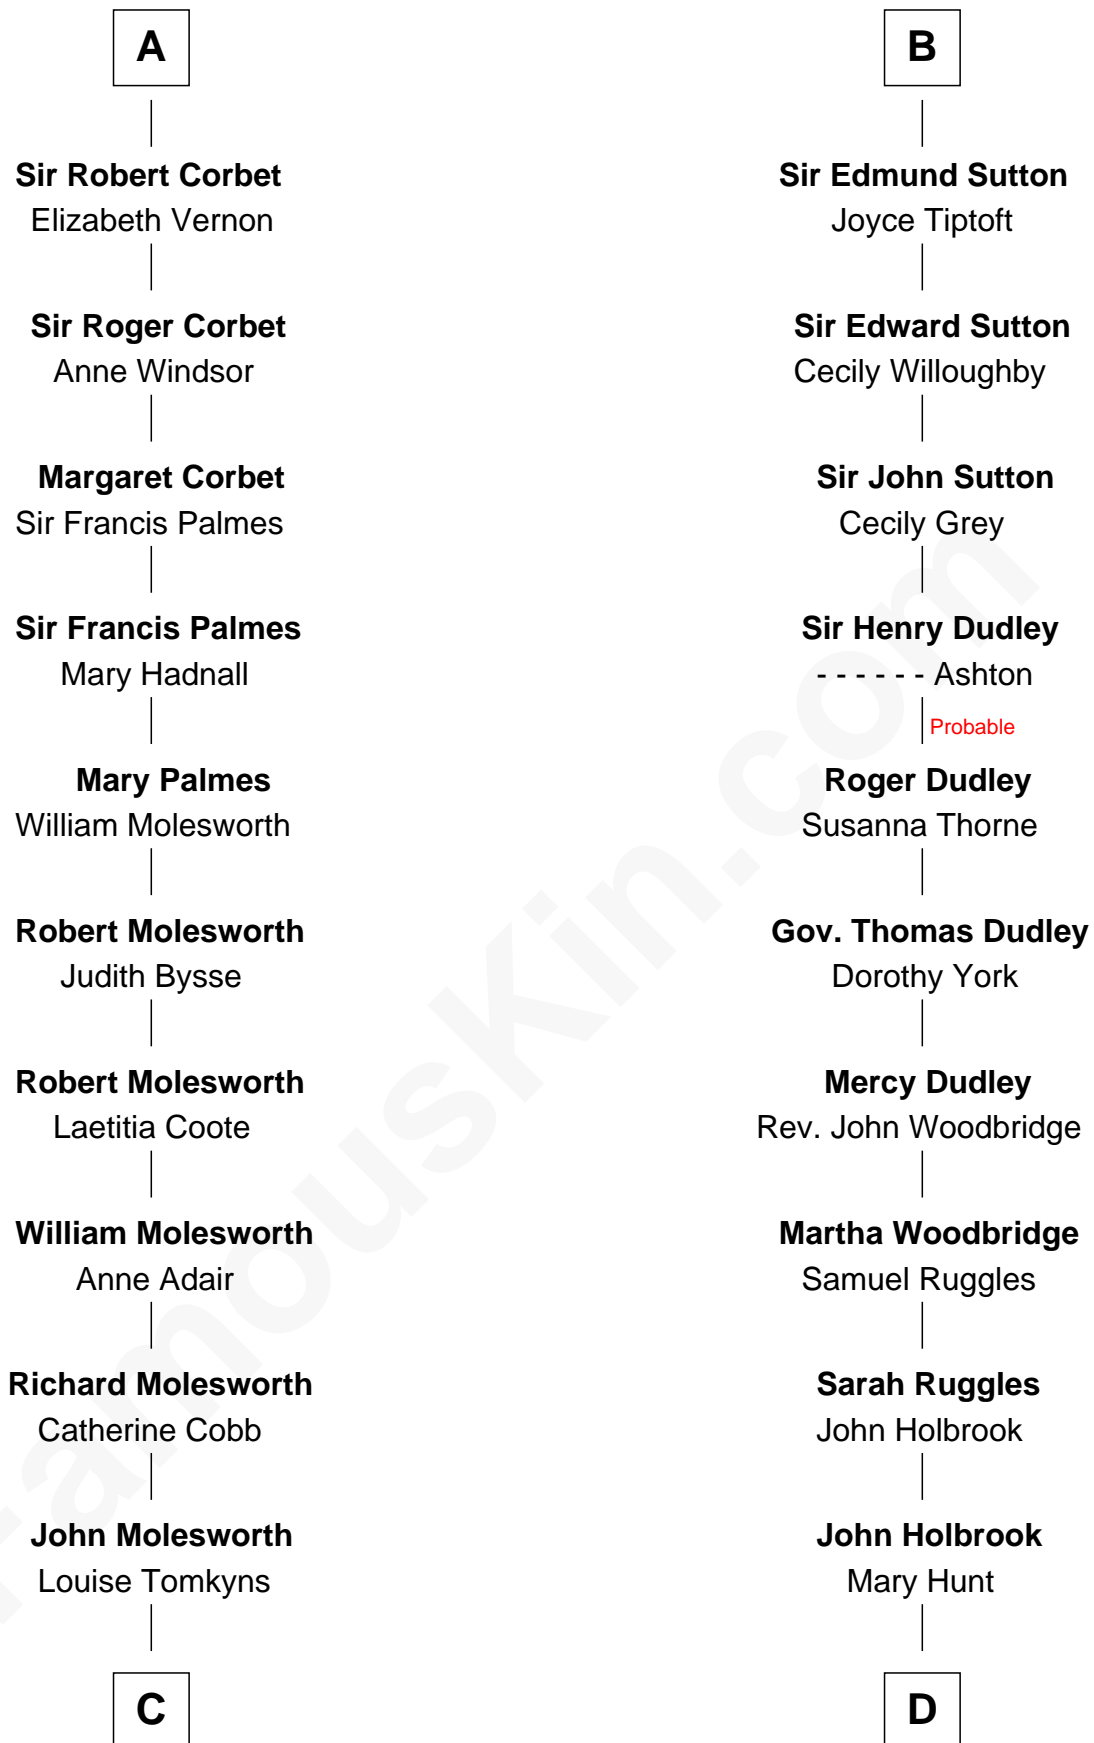 A
Sir Robert Corbet
Elizabeth Vernon
Sir Roger Corbet
Anne Windsor
Margaret Corbet
Sir Francis Palmes
Sir Francis Palmes
Mary Hadnall
Mary Palmes
William Molesworth
Robert Molesworth
Judith Bysse
Robert Molesworth
Laetitia Coote
William Molesworth
Anne Adair
Richard Molesworth
Catherine Cobb
John Molesworth
Louise Tomkyns
C
B
Sir Edmund Sutton
Joyce Tiptoft
Sir Edward Sutton
Cecily Willoughby
Sir John Sutton
Cecily Grey
Sir Henry Dudley
- - - - - - Ashton
Probable
Roger Dudley
Susanna Thorne
Gov. Thomas Dudley
Dorothy York
Mercy Dudley
Rev. John Woodbridge
Martha Woodbridge
Samuel Ruggles
Sarah Ruggles
John Holbrook
John Holbrook
Mary Hunt
D
FamousKin.com